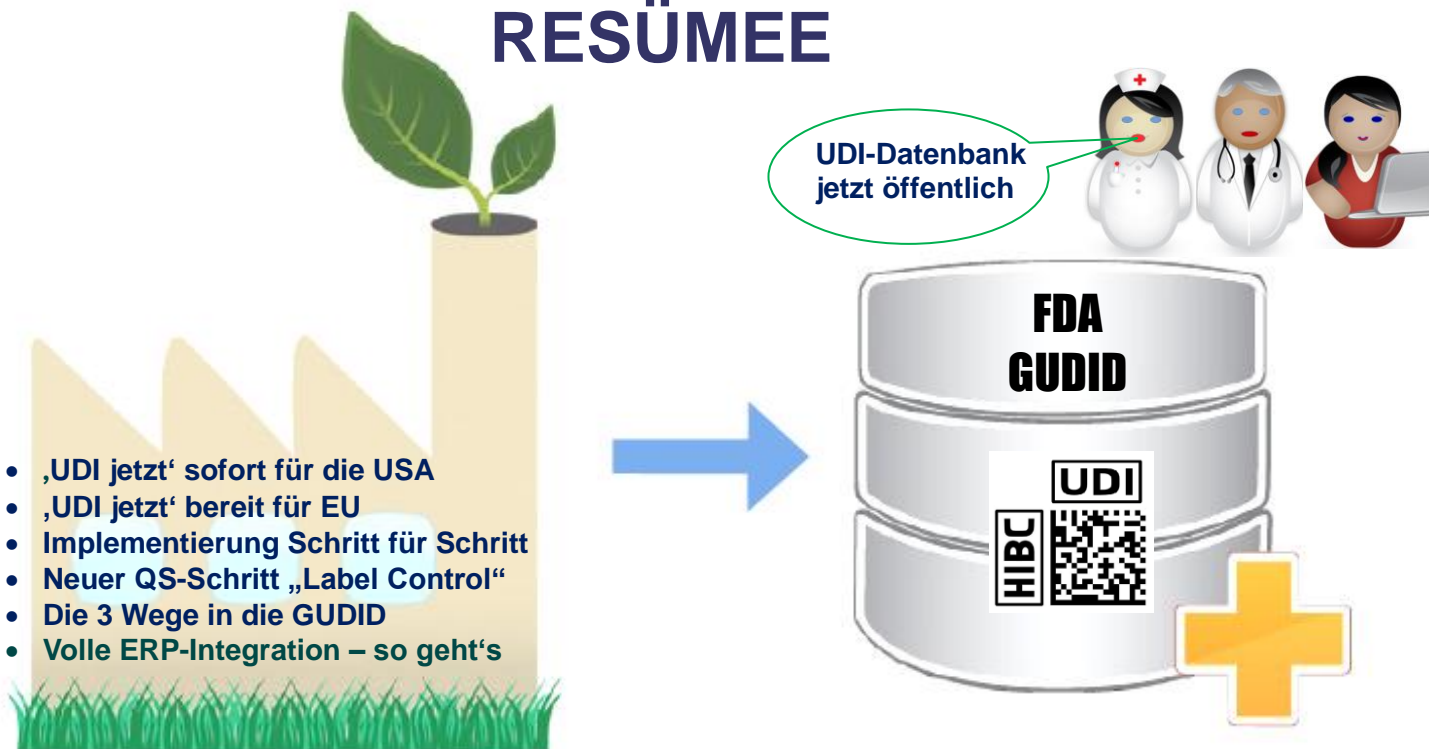 RESÜMEE
UDI-Datenbank
jetzt öffentlich
• ‚UDI jetzt‘ sofort für die USA
• ‚UDI jetzt‘ bereit für EU
• Implementierung Schritt für Schritt
• Neuer QS-Schritt „Label Control“
• Die 3 Wege in die GUDID
• Volle ERP-Integration – so geht‘s
FDA
GUDID
UDI
HIBC